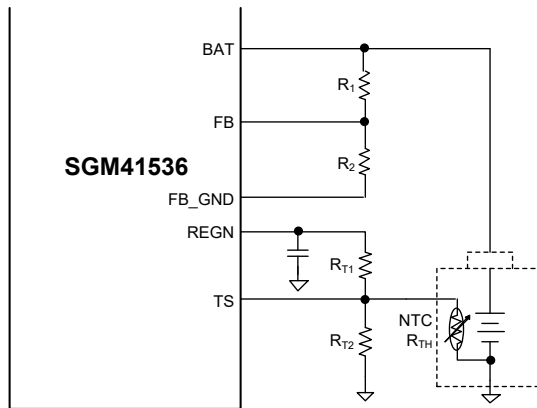 BAT
R1
FB
R2
SGM41536
FB_GND
REGN
RT1
TS
NTC
RTH
RT2